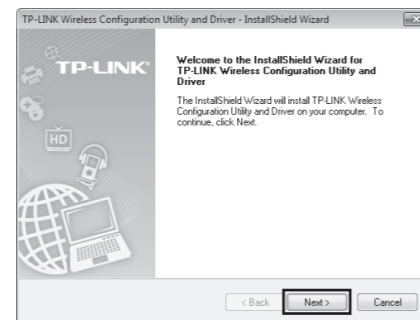 TP-LINK Wireless Configuration Utility and Driver - InstallShield Wizard
TP-LINK®
Welcome to the InstallShield Wizard for
TP-LINK Wireless Configuration Utility and
Driver
The InstallShield Wizard will install TP-LINK Wireless
Configuration Utility and Driver on your computer. To
continue, click Next.
HD
< Back
Next >
Cancel